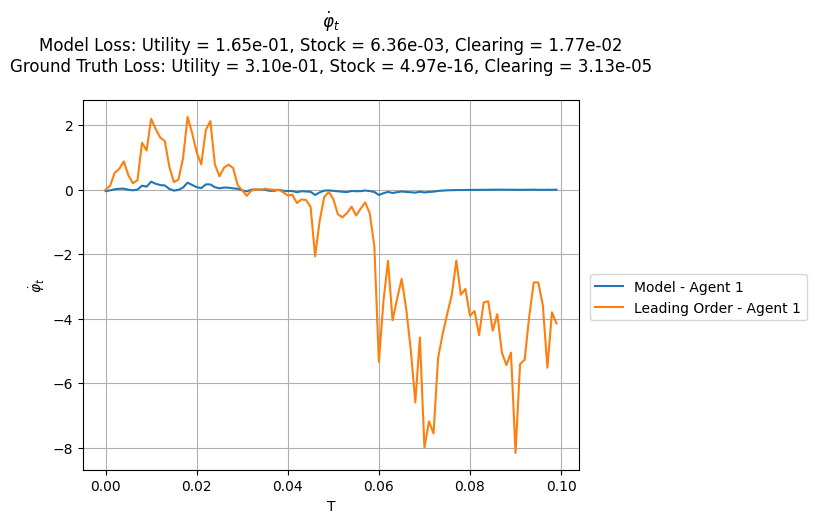 φ̇ₜ
Model Loss: Utility = 1.65e-01, Stock = 6.36e-03, Clearing = 1.77e-02
Ground Truth Loss: Utility = 3.10e-01, Stock = 4.97e-16, Clearing = 3.13e-05
2
0
−2
−4
−6
−8
φ̇ₜ
0.00 0.02 0.04 0.06 0.08 0.10
T
Model - Agent 1
Leading Order - Agent 1